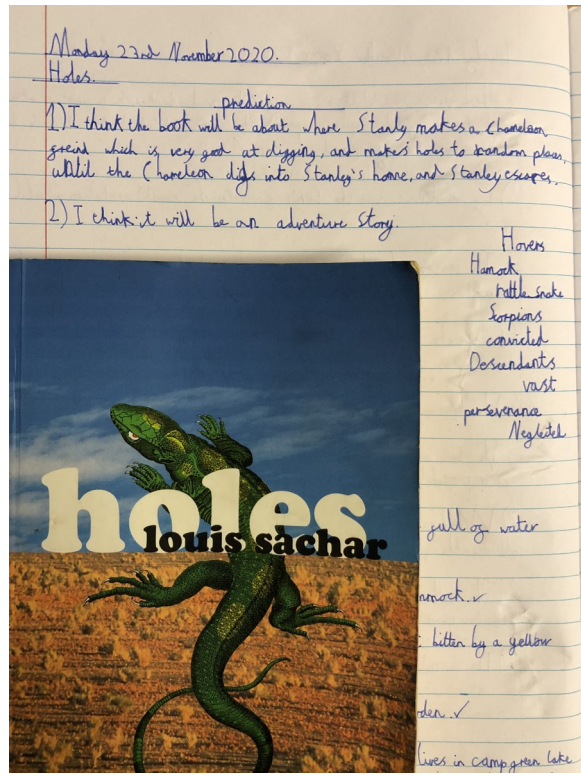 Monday 23rd November 2020.
Holes.
prediction
1) I think the book will be about where Stanly makes a Chameleon
greind which is very good at digging, and makes holes to random places,
until the Chameleon digs into Stanley's home, and Stanley escapes.
2) I think it will be an adventure story.
Hovers
Hamock
rattle snake
Scorpions
convicted
Descendants
vast
perseverance
Neglected
holes
louis sachar
full of water
mmock. ✓
: bitten by a yellow
den. ✓
lives in camp green lake